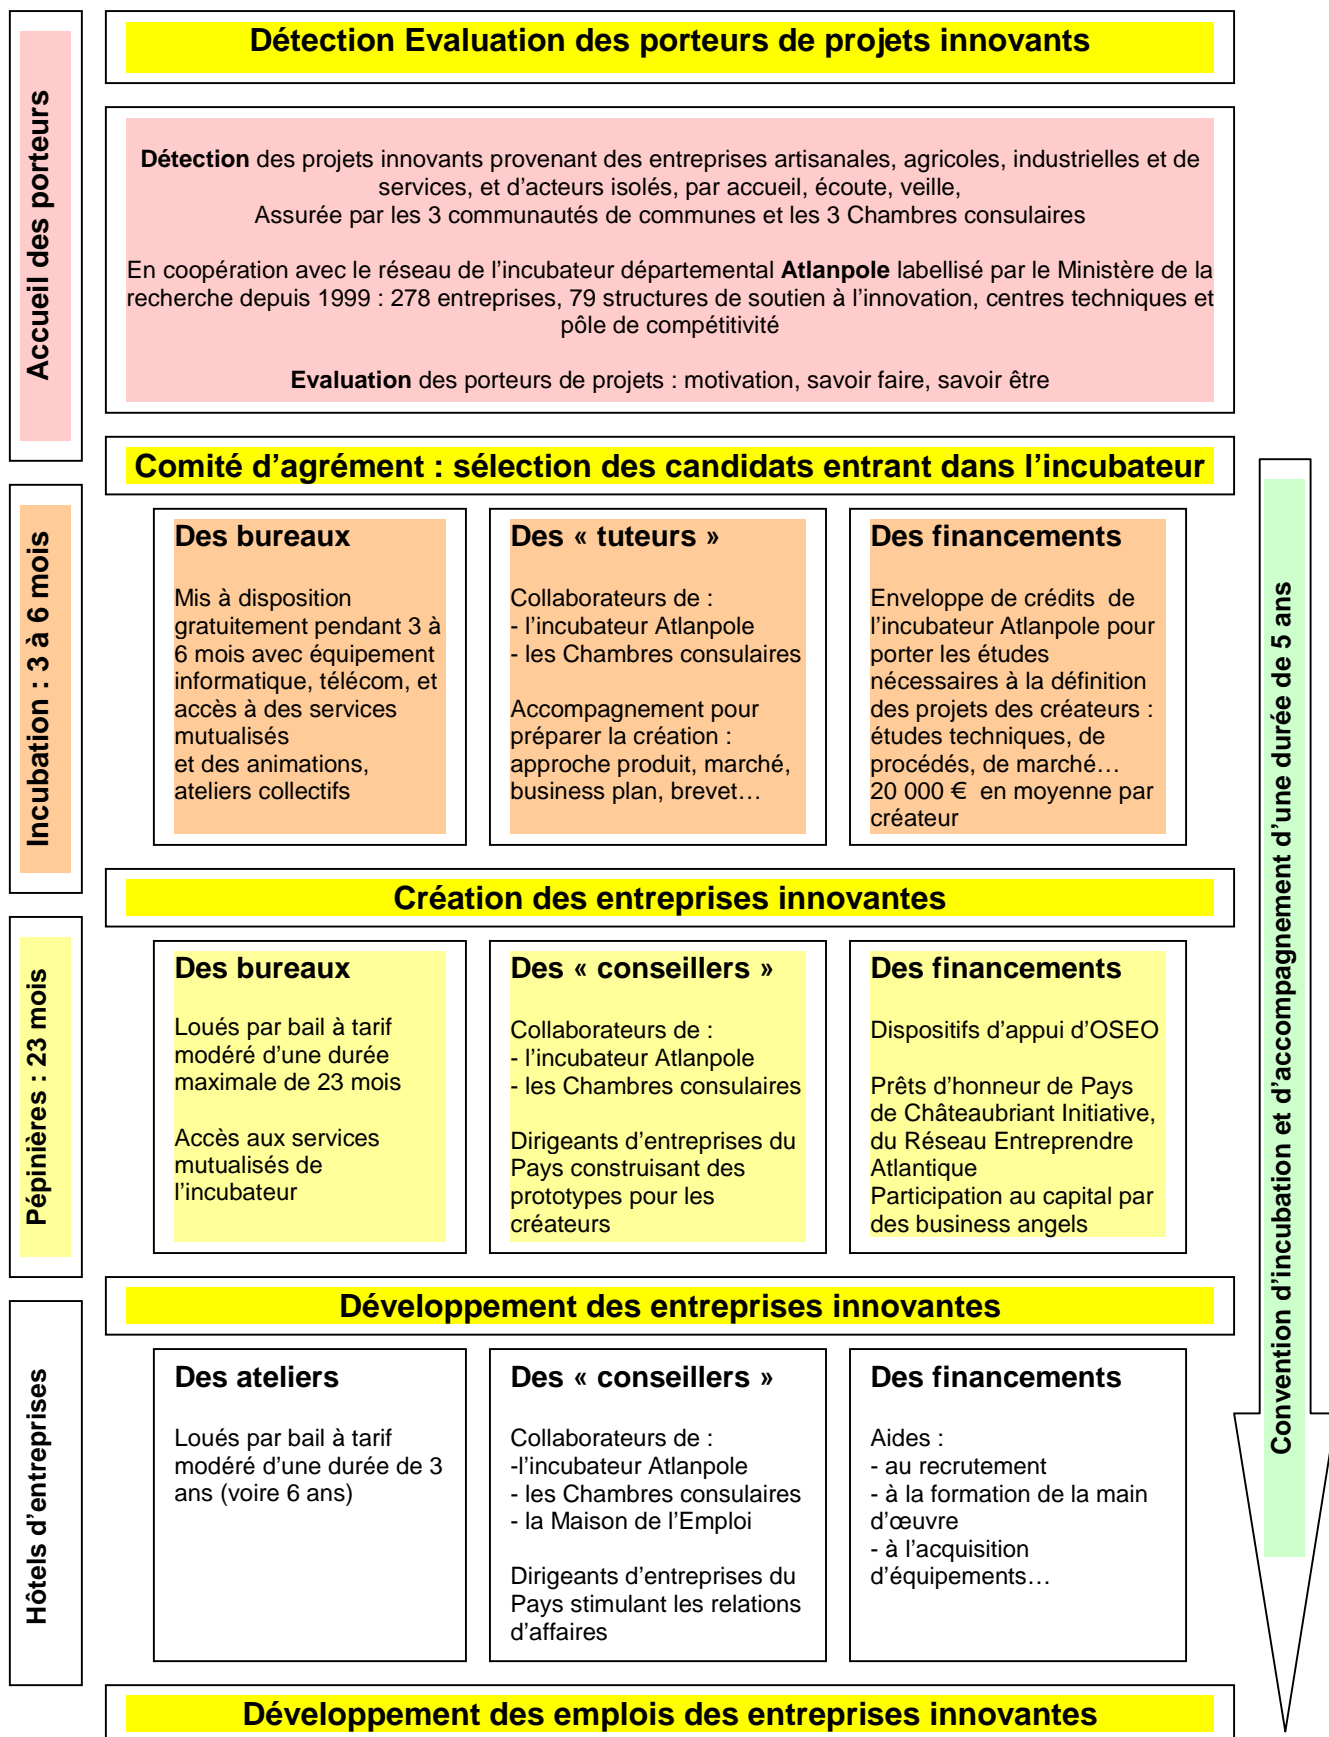 Détection Evaluation des porteurs de projets innovants
Accueil des porteurs
Détection des projets innovants provenant des entreprises artisanales, agricoles, industrielles et de
services, et d’acteurs isolés, par accueil, écoute, veille,
Assurée par les 3 communautés de communes et les 3 Chambres consulaires
En coopération avec le réseau de l’incubateur départemental Atlanpole labellisé par le Ministère de la
recherche depuis 1999 : 278 entreprises, 79 structures de soutien à l’innovation, centres techniques et
pôle de compétitivité
Evaluation des porteurs de projets : motivation, savoir faire, savoir être
Comité d’agrément : sélection des candidats entrant dans l’incubateur
Incubation : 3 à 6 mois
Des bureaux
Mis à disposition
gratuitement pendant 3 à
6 mois avec équipement
informatique, télécom, et
accès à des services
mutualisés
et des animations,
ateliers collectifs
Des « tuteurs »
Collaborateurs de :
- l’incubateur Atlanpole
- les Chambres consulaires
Accompagnement pour
préparer la création :
approche produit, marché,
business plan, brevet…
Des financements
Enveloppe de crédits de
l’incubateur Atlanpole pour
porter les études
nécessaires à la définition
des projets des créateurs :
études techniques, de
procédés, de marché…
20 000 € en moyenne par
créateur
Convention d’incubation et d’accompagnement d’une durée de 5 ans
Création des entreprises innovantes
Pépinières : 23 mois
Des bureaux
Loués par bail à tarif
modéré d’une durée
maximale de 23 mois
Accès aux services
mutualisés de
l’incubateur
Des « conseillers »
Collaborateurs de :
- l’incubateur Atlanpole
- les Chambres consulaires
Dirigeants d’entreprises du
Pays construisant des
prototypes pour les
créateurs
Des financements
Dispositifs d’appui d’OSEO
Prêts d’honneur de Pays
de Châteaubriant Initiative,
du Réseau Entreprendre
Atlantique
Participation au capital par
des business angels
Développement des entreprises innovantes
Hôtels d’entreprises
Des ateliers
Loués par bail à tarif
modéré d’une durée de 3
ans (voire 6 ans)
Des « conseillers »
Collaborateurs de :
-l’incubateur Atlanpole
- les Chambres consulaires
- la Maison de l’Emploi
Dirigeants d’entreprises du
Pays stimulant les relations
d’affaires
Des financements
Aides :
- au recrutement
- à la formation de la main
d’œuvre
- à l’acquisition
d’équipements…
Développement des emplois des entreprises innovantes